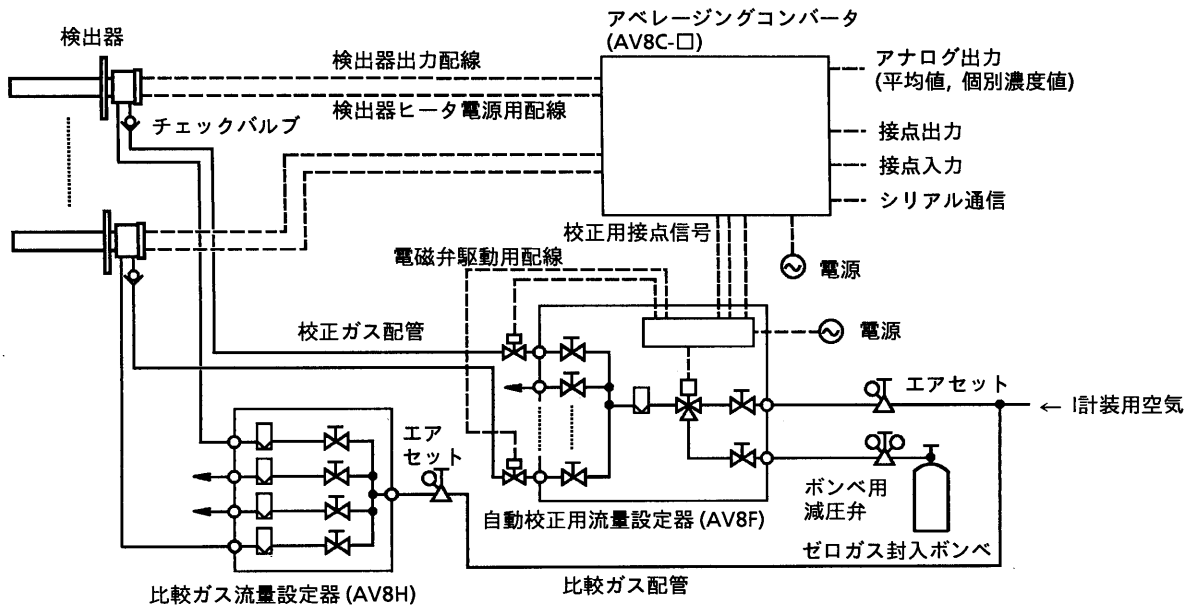 アベレージングコンバータ
(AV8C-□)
検出器
検出器出力配線
アナログ出力
(平均値, 個別濃度値)
検出器ヒータ電源用配線
チェックバルブ
接点出力
接点入力
シリアル通信
校正用接点信号
電磁弁駆動用配線
電源
校正ガス配管
電源
エアセット
← I計装用空気
エア
セット
ボンベ用
減圧弁
自動校正用流量設定器(AV8F)
ゼロガス封入ボンベ
比較ガス配管
比較ガス流量設定器(AV8H)